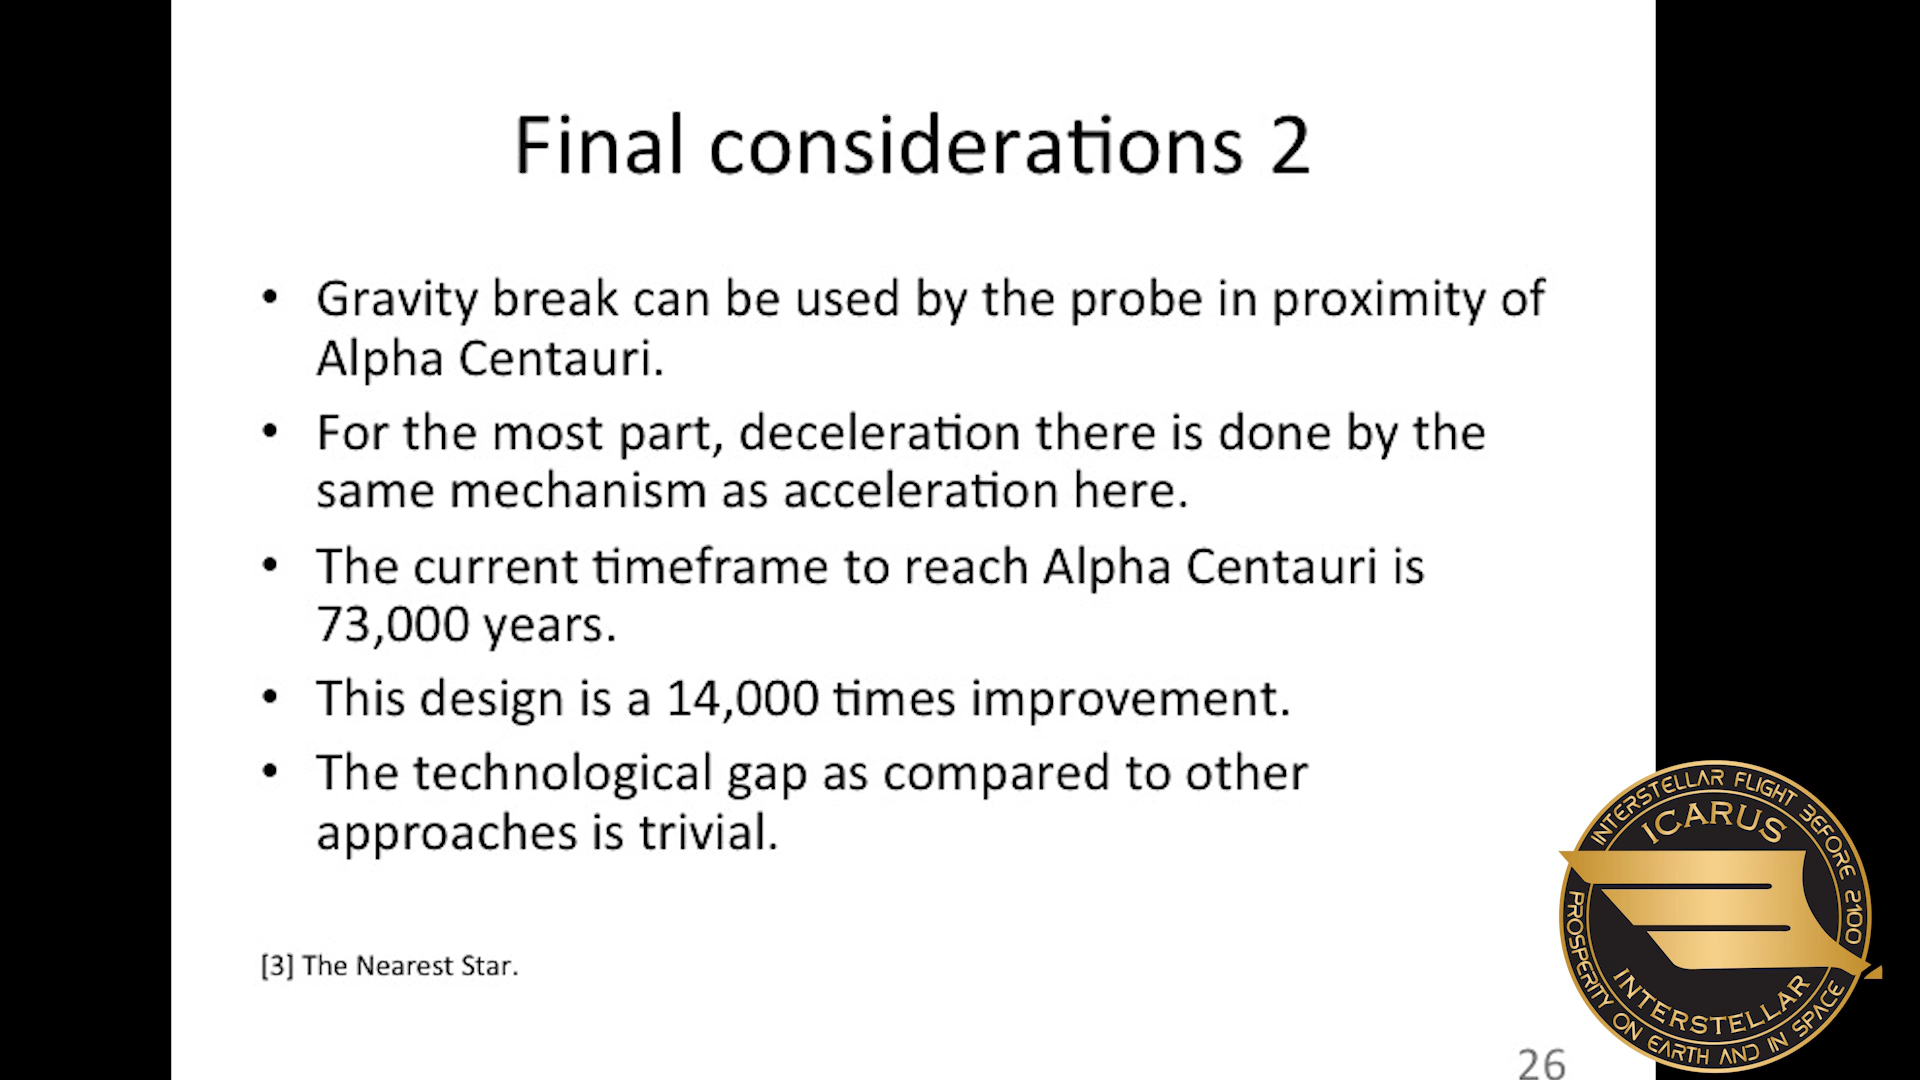 Final considerations 2
• Gravity break can be used by the probe in proximity of
Alpha Centauri.
• For the most part, deceleration there is done by the
same mechanism as acceleration here.
• The current timeframe to reach Alpha Centauri is
73,000 years.
• This design is a 14,000 times improvement.
• The technological gap as compared to other
approaches is trivial.
[3] The Nearest Star.
26
INTERSTELLAR FLIGHT BEFORE 2100
ICARUS
INTERSTELLAR
PROSPERITY ON EARTH AND IN SPACE